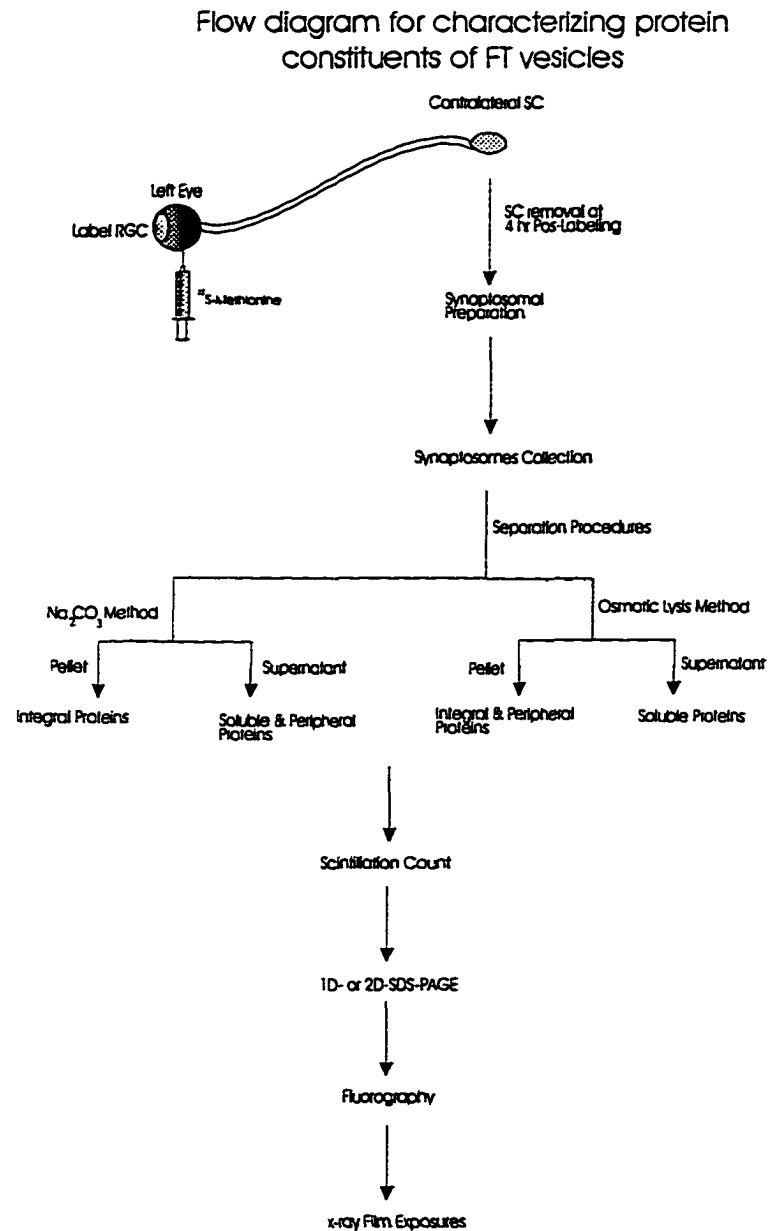 Flow diagram for characterizing protein
constituents of FT vesicles
Contralateral SC
Left Eye
Label RGC
³⁵S-Methionine
SC removal at
4 hr Pos-Labeling
Synaptosomal
Preparation
Synaptosomes Collection
Separation Procedures
Na₂CO₃ Method
Osmotic Lysis Method
Pellet
Supernatant
Pellet
Supernatant
Integral Proteins
Soluble & Peripheral
Proteins
Integral & Peripheral
Proteins
Soluble Proteins
Scintillation Count
1D- or 2D-SDS-PAGE
Fluorography
x-ray Film Exposures